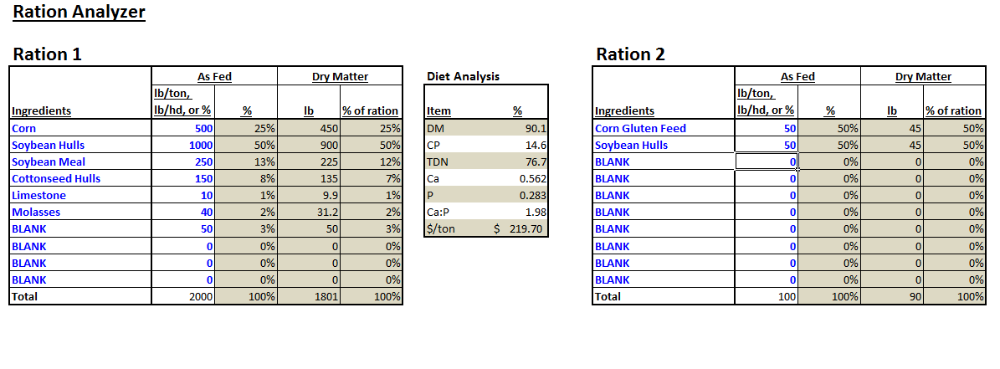 Ration Analyzer
Ration 1
As Fed Dry Matter
Ingredients lb/ton, lb/hd, or % % lb % of ration
Corn 500 25% 450 25%
Soybean Hulls 1000 50% 900 50%
Soybean Meal 250 13% 225 12%
Cottonseed Hulls 150 8% 135 7%
Limestone 10 1% 9.9 1%
Molasses 40 2% 31.2 2%
BLANK 50 3% 50 3%
BLANK 0 0% 0 0%
BLANK 0 0% 0 0%
BLANK 0 0% 0 0%
Total 2000 100% 1801 100%
Diet Analysis
Item %
DM 90.1
CP 14.6
TDN 76.7
Ca 0.562
P 0.283
Ca:P 1.98
$/ton $ 219.70
Ration 2
As Fed Dry Matter
Ingredients lb/ton, lb/hd, or % % lb % of ration
Corn Gluten Feed 50 50% 45 50%
Soybean Hulls 50 50% 45 50%
BLANK 0 0% 0 0%
BLANK 0 0% 0 0%
BLANK 0 0% 0 0%
BLANK 0 0% 0 0%
BLANK 0 0% 0 0%
BLANK 0 0% 0 0%
BLANK 0 0% 0 0%
BLANK 0 0% 0 0%
Total 100 100% 90 100%